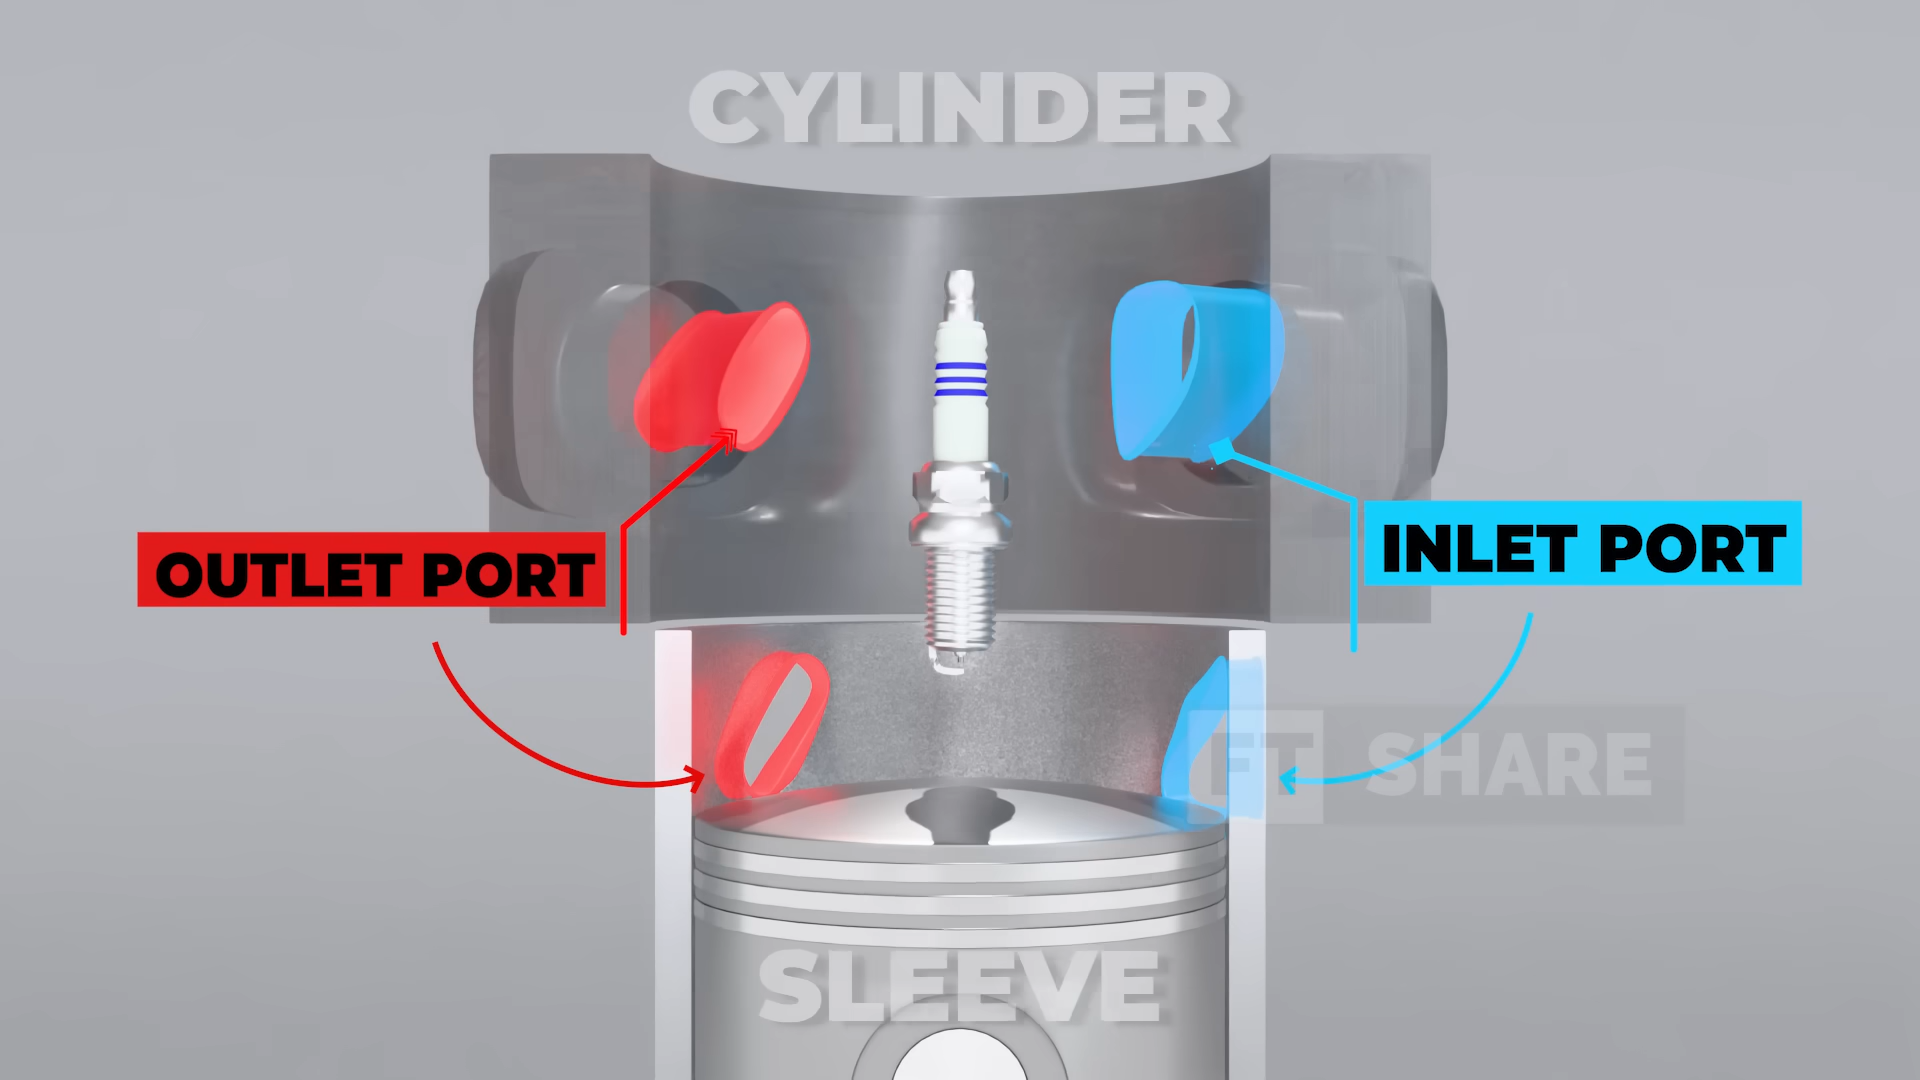 CYLINDER
OUTLET PORT
INLET PORT
FT SHARE
SLEEVE